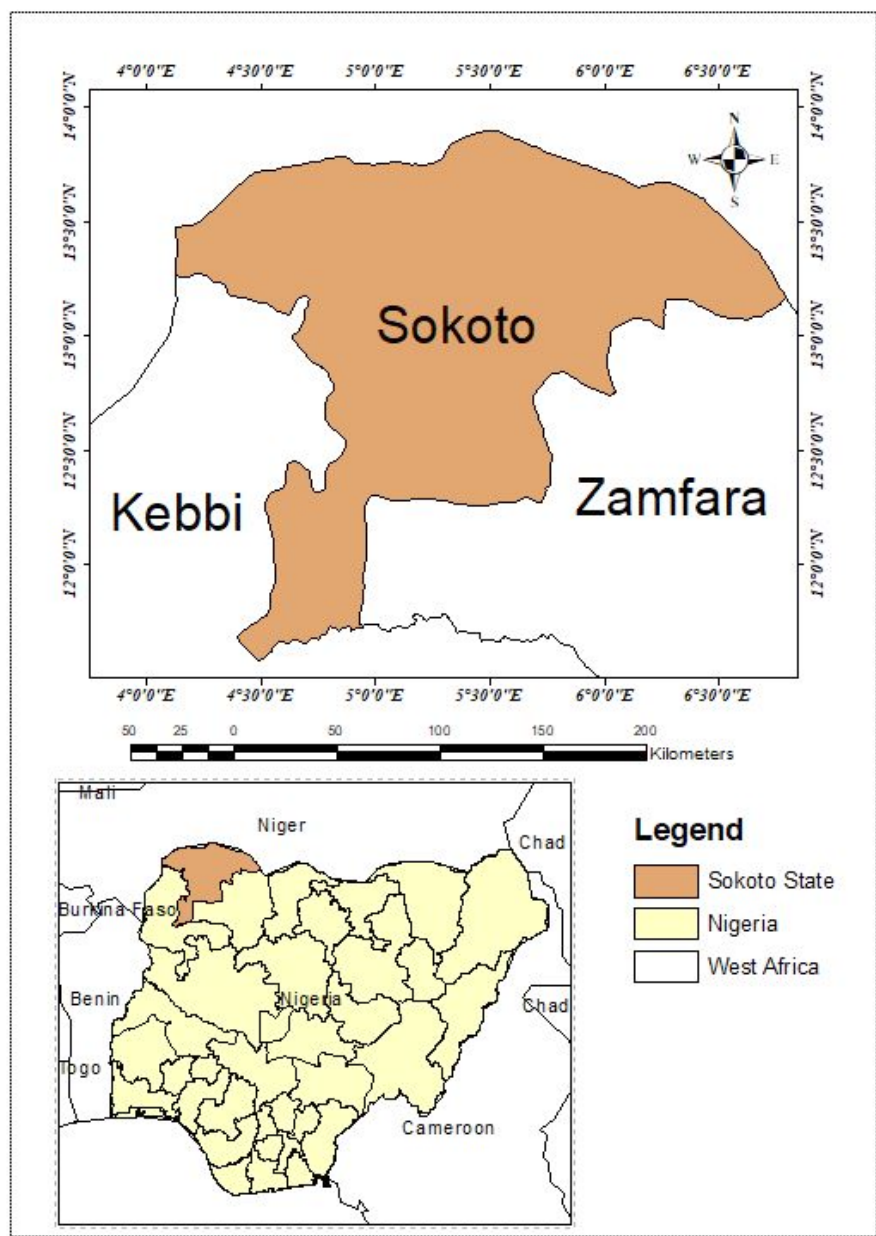 4°0'0"E 4°30'0"E 5°0'0"E 5°30'0"E 6°0'0"E 6°30'0"E
14°0'0"N 14°0'0"N
N
W E
S
13°30'0"N 13°30'0"N
Sokoto
13°0'0"N 13°0'0"N
12°30'0"N 12°30'0"N
Kebbi Zamfara
12°0'0"N 12°0'0"N
4°0'0"E 4°30'0"E 5°0'0"E 5°30'0"E 6°0'0"E 6°30'0"E
50 25 0 50 100 150 200
Kilometers
Mali
Niger
Chad
Burkina Faso
Benin
Nigeria
Chad
Togo
Cameroon
Legend
Sokoto State
Nigeria
West Africa